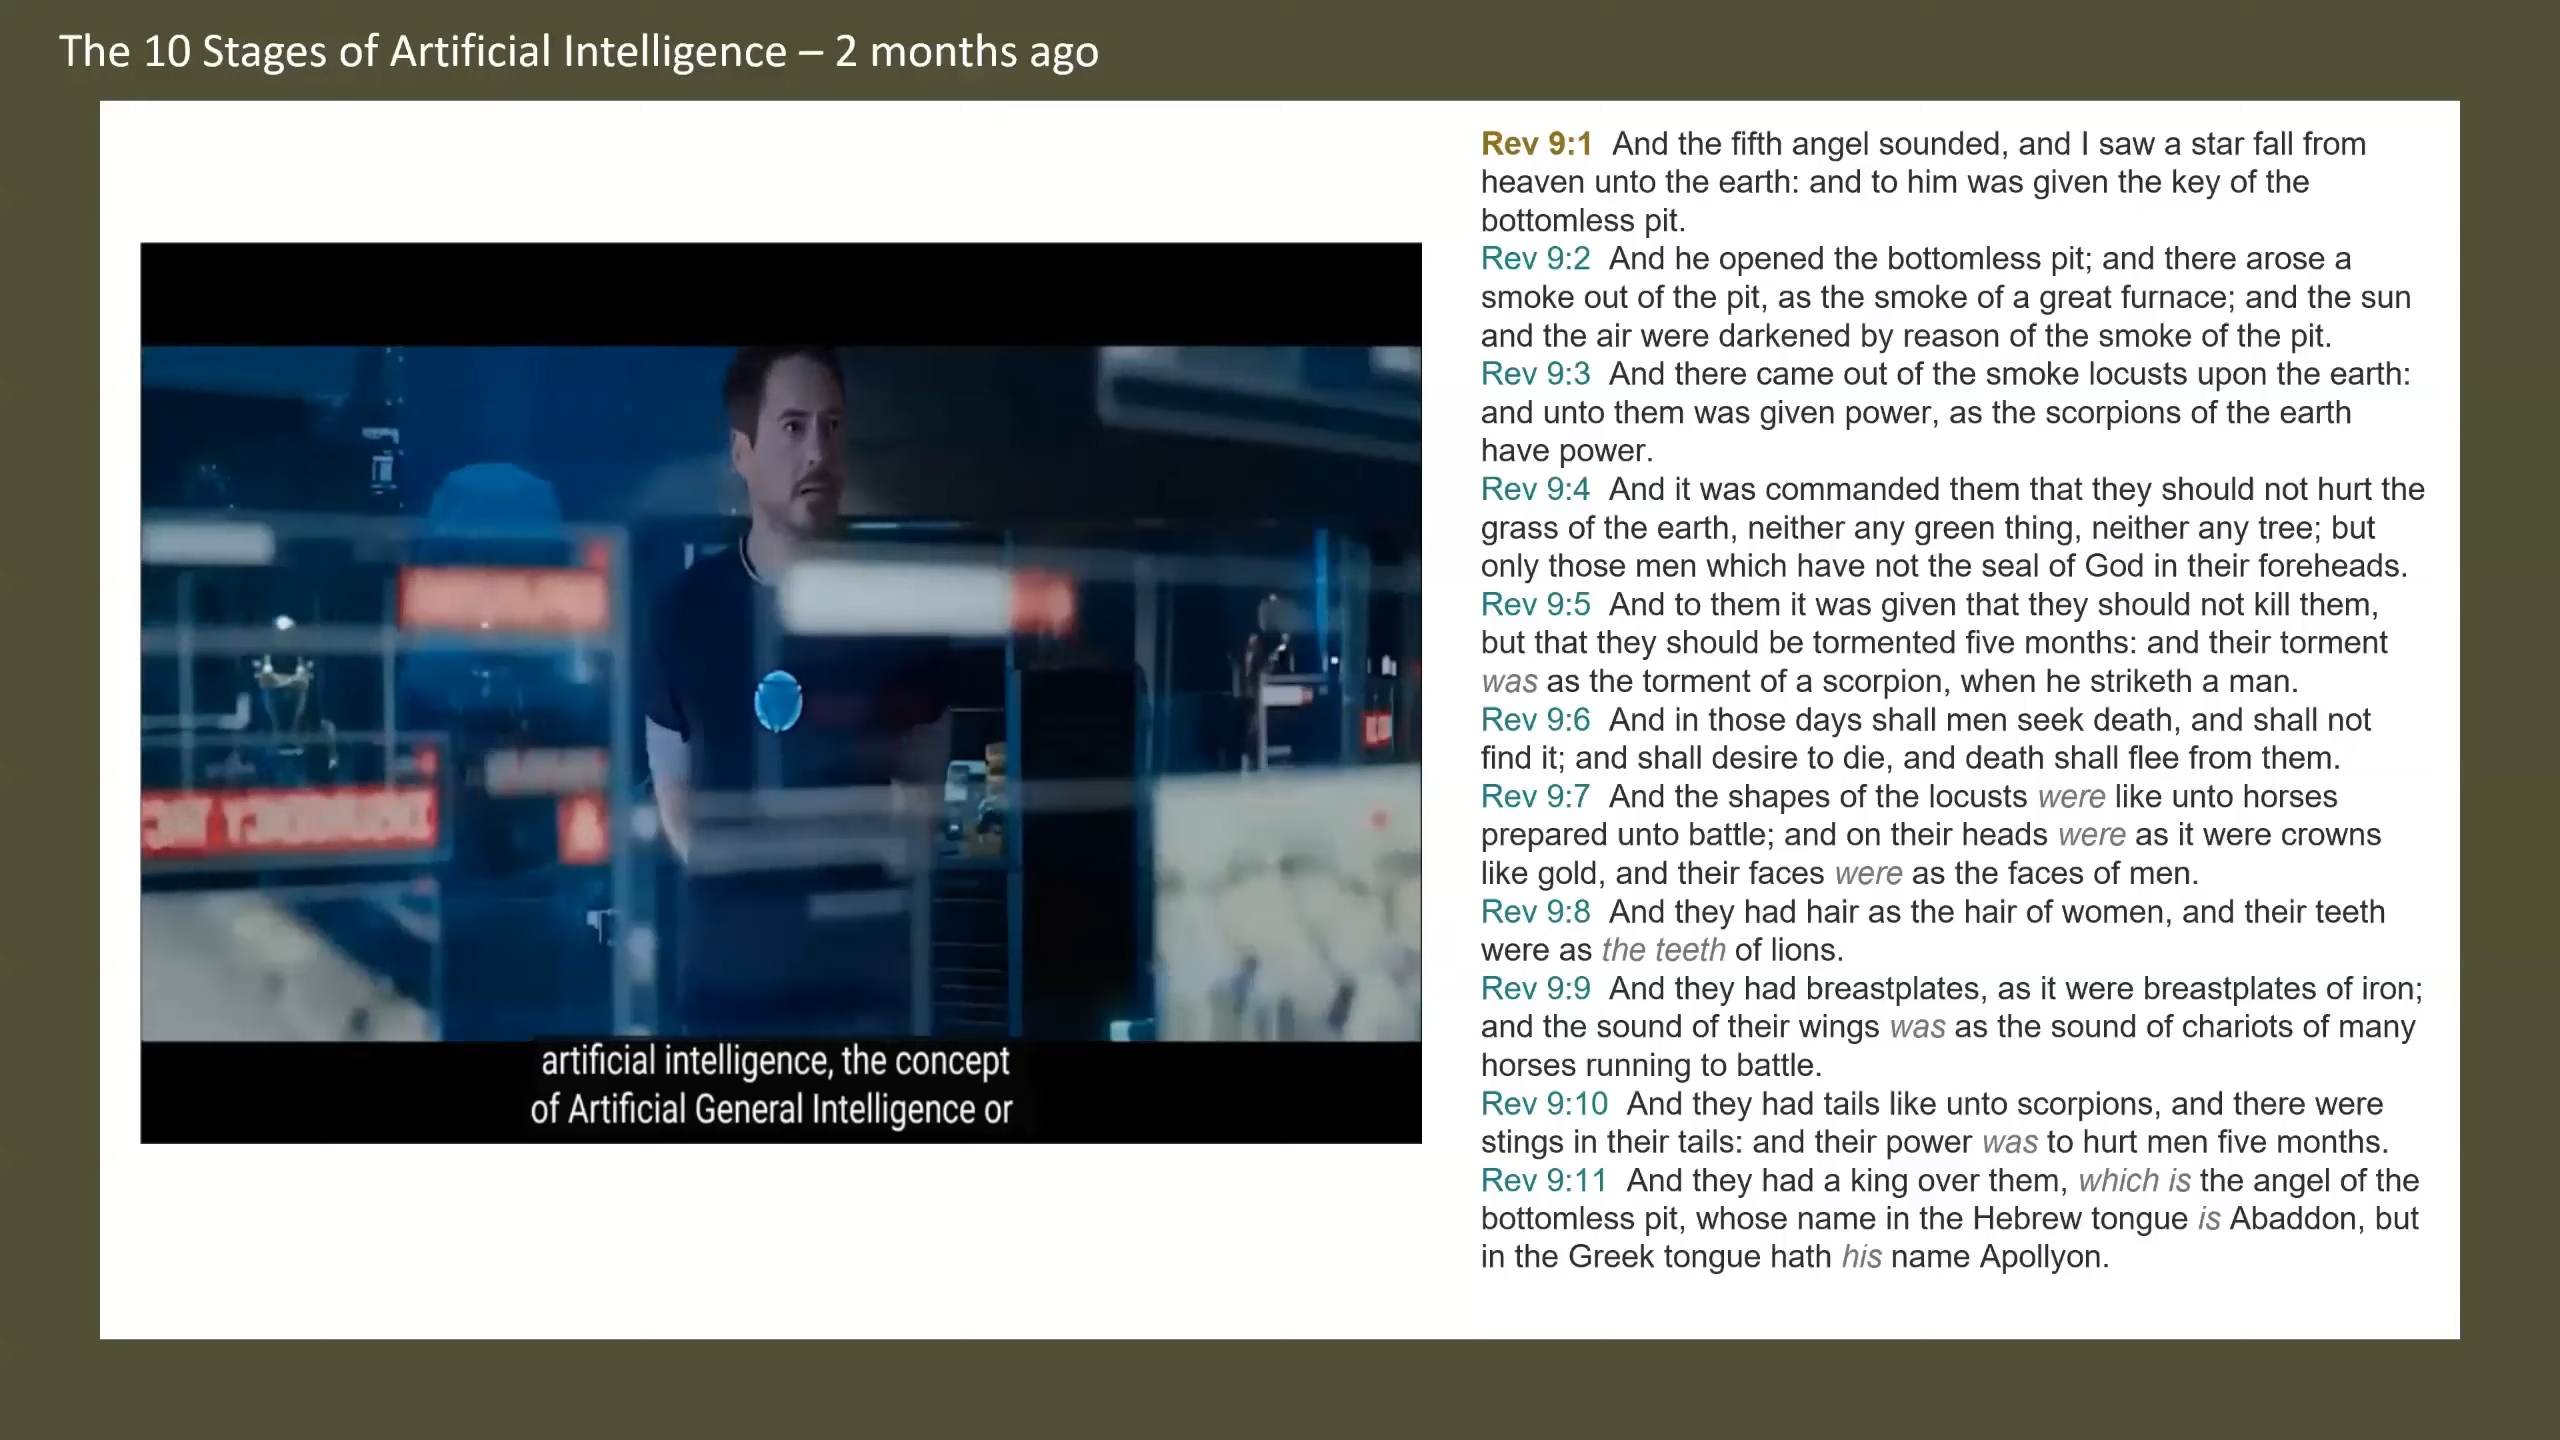 The 10 Stages of Artificial Intelligence – 2 months ago
artificial intelligence, the concept
of Artificial General Intelligence or
Rev 9:1 And the fifth angel sounded, and I saw a star fall from
heaven unto the earth: and to him was given the key of the
bottomless pit.
Rev 9:2 And he opened the bottomless pit; and there arose a
smoke out of the pit, as the smoke of a great furnace; and the sun
and the air were darkened by reason of the smoke of the pit.
Rev 9:3 And there came out of the smoke locusts upon the earth:
and unto them was given power, as the scorpions of the earth
have power.
Rev 9:4 And it was commanded them that they should not hurt the
grass of the earth, neither any green thing, neither any tree; but
only those men which have not the seal of God in their foreheads.
Rev 9:5 And to them it was given that they should not kill them,
but that they should be tormented five months: and their torment
was as the torment of a scorpion, when he striketh a man.
Rev 9:6 And in those days shall men seek death, and shall not
find it; and shall desire to die, and death shall flee from them.
Rev 9:7 And the shapes of the locusts were like unto horses
prepared unto battle; and on their heads were as it were crowns
like gold, and their faces were as the faces of men.
Rev 9:8 And they had hair as the hair of women, and their teeth
were as the teeth of lions.
Rev 9:9 And they had breastplates, as it were breastplates of iron;
and the sound of their wings was as the sound of chariots of many
horses running to battle.
Rev 9:10 And they had tails like unto scorpions, and there were
stings in their tails: and their power was to hurt men five months.
Rev 9:11 And they had a king over them, which is the angel of the
bottomless pit, whose name in the Hebrew tongue is Abaddon, but
in the Greek tongue hath his name Apollyon.